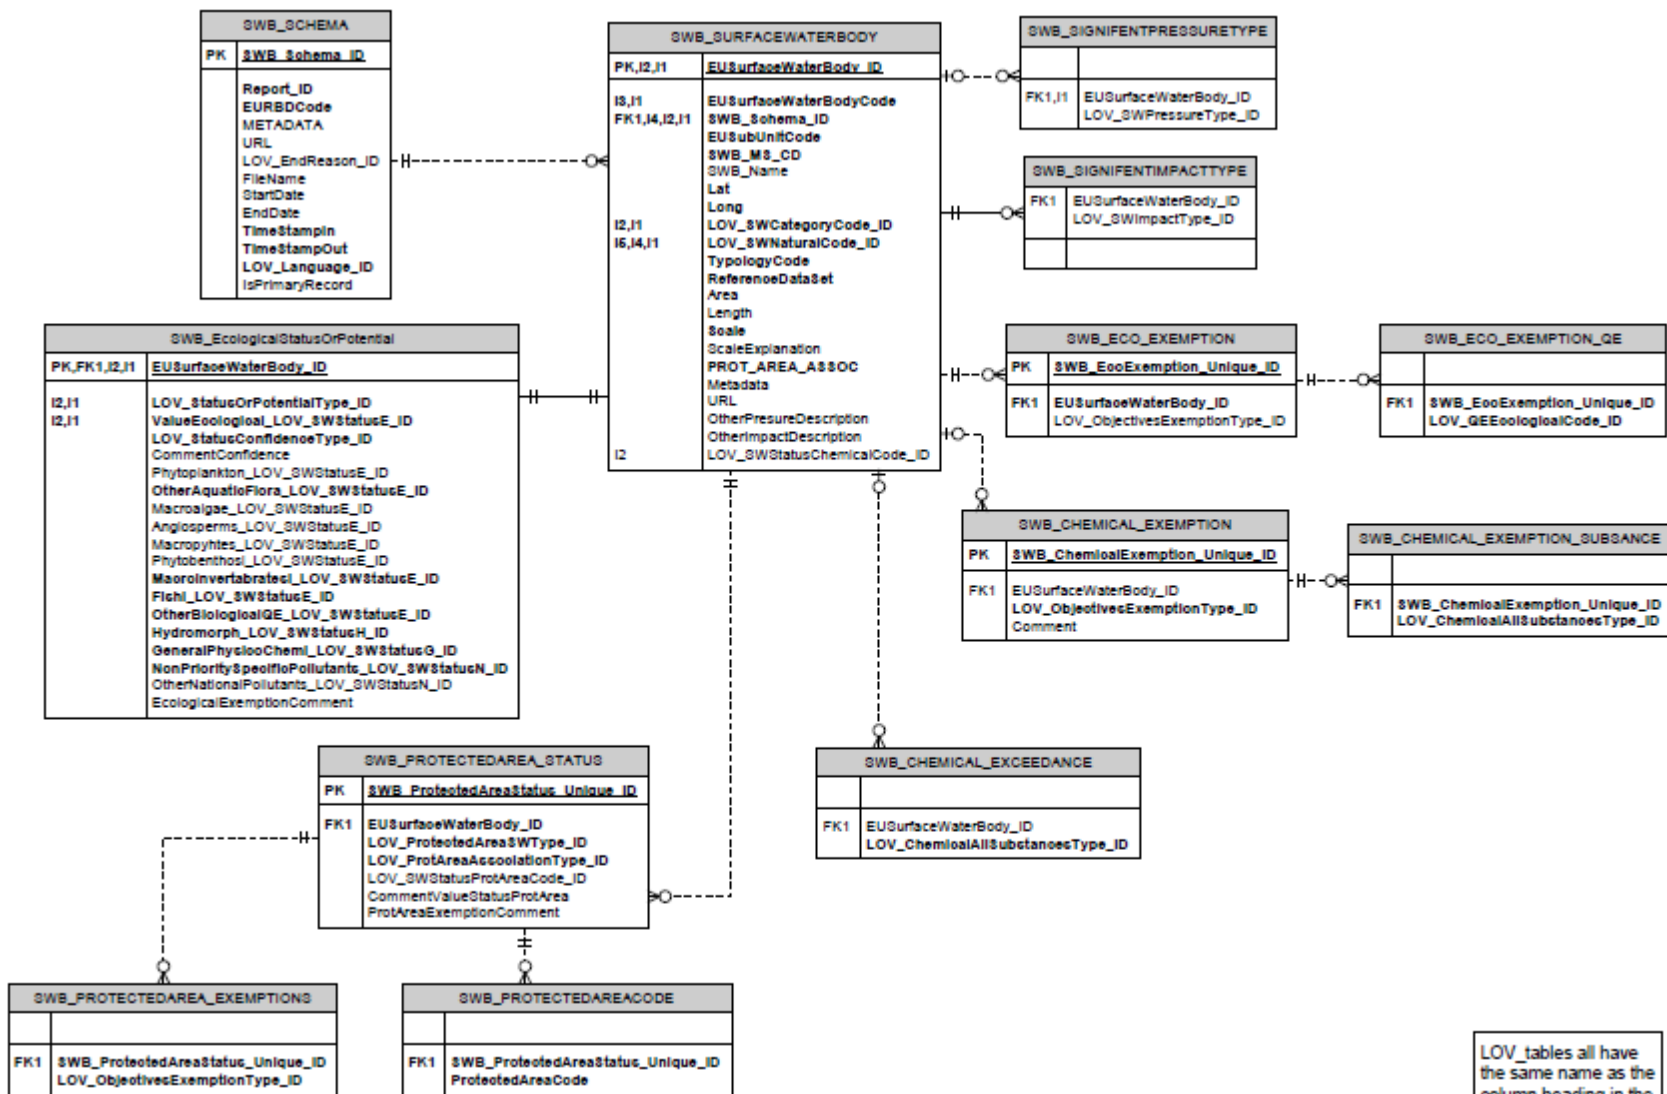 SWB_SCHEMA
PK SWB_Schema_ID
Report_ID
EURBDCode
METADATA
URL
LOV_EndReason_ID
FileName
StartDate
EndDate
TimeStampIn
TimeStampOut
LOV_Language_ID
IsPrimaryRecord
SWB_SURFACEWATERBODY
PK,I2,I1 EUSurfaceWaterBody_ID
I3,I1 EUSurfaceWaterBodyCode
FK1,I4,I2,I1 SWB_Schema_ID
EUSubUnitCode
SWB_MS_CD
SWB_Name
Lat
Long
I2,I1 LOV_SWCategoryCode_ID
I5,I4,I1 LOV_SWNaturalCode_ID
TypologyCode
ReferenceDataSet
Area
Length
Scale
ScaleExplanation
PROT_AREA_ASSOC
Metadata
URL
OtherPresureDescription
OtherImpactDescription
I2 LOV_SWStatusChemicalCode_ID
SWB_SIGNIFENTPRESSURETYPE
FK1,I1 EUSurfaceWaterBody_ID
LOV_SWPressureType_ID
SWB_SIGNIFENTIMPACTTYPE
FK1 EUSurfaceWaterBody_ID
LOV_SWImpactType_ID
SWB_EcologicalStatusOrPotential
PK,FK1,I2,I1 EUSurfaceWaterBody_ID
I2,I1 LOV_StatusOrPotentialType_ID
I2,I1 ValueEcological_LOV_SWStatusE_ID
LOV_StatusConfidenceType_ID
CommentConfidence
Phytoplankton_LOV_SWStatusE_ID
OtherAquaticFlora_LOV_SWStatusE_ID
Macroalgae_LOV_SWStatusE_ID
Angiosperms_LOV_SWStatusE_ID
Macropyhtes_LOV_SWStatusE_ID
Phytobenthosi_LOV_SWStatusE_ID
Macroinvertabratesi_LOV_SWStatusE_ID
Fishi_LOV_SWStatusE_ID
OtherBiologicalQE_LOV_SWStatusE_ID
Hydromorph_LOV_SWStatusH_ID
GeneralPhysicoChemi_LOV_SWStatusG_ID
NonPrioritySpecificPollutants_LOV_SWStatusN_ID
OtherNationalPollutants_LOV_SWStatusN_ID
EcologicalExemptionComment
SWB_ECO_EXEMPTION
PK SWB_EcoExemption_Unique_ID
FK1 EUSurfaceWaterBody_ID
LOV_ObjectivesExemptionType_ID
SWB_ECO_EXEMPTION_QE
FK1 SWB_EcoExemption_Unique_ID
LOV_QEEcologicalCode_ID
SWB_CHEMICAL_EXEMPTION
PK SWB_ChemicalExemption_Unique_ID
FK1 EUSurfaceWaterBody_ID
LOV_ObjectivesExemptionType_ID
Comment
SWB_CHEMICAL_EXEMPTION_SUBSANCE
FK1 SWB_ChemicalExemption_Unique_ID
LOV_ChemicalAllSubstancesType_ID
SWB_PROTECTEDAREA_STATUS
PK SWB_ProtectedAreaStatus_Unique_ID
FK1 EUSurfaceWaterBody_ID
LOV_ProtectedAreaSWType_ID
LOV_ProtAreaAssociationType_ID
LOV_SWStatusProtAreaCode_ID
CommentValueStatusProtArea
ProtAreaExemptionComment
SWB_CHEMICAL_EXCEEDANCE
FK1 EUSurfaceWaterBody_ID
LOV_ChemicalAllSubstancesType_ID
SWB_PROTECTEDAREA_EXEMPTIONS
FK1 SWB_ProtectedAreaStatus_Unique_ID
LOV_ObjectivesExemptionType_ID
SWB_PROTECTEDAREACODE
FK1 SWB_ProtectedAreaStatus_Unique_ID
ProtectedAreaCode
LOV_tables all have
the same name as the
column heading in the